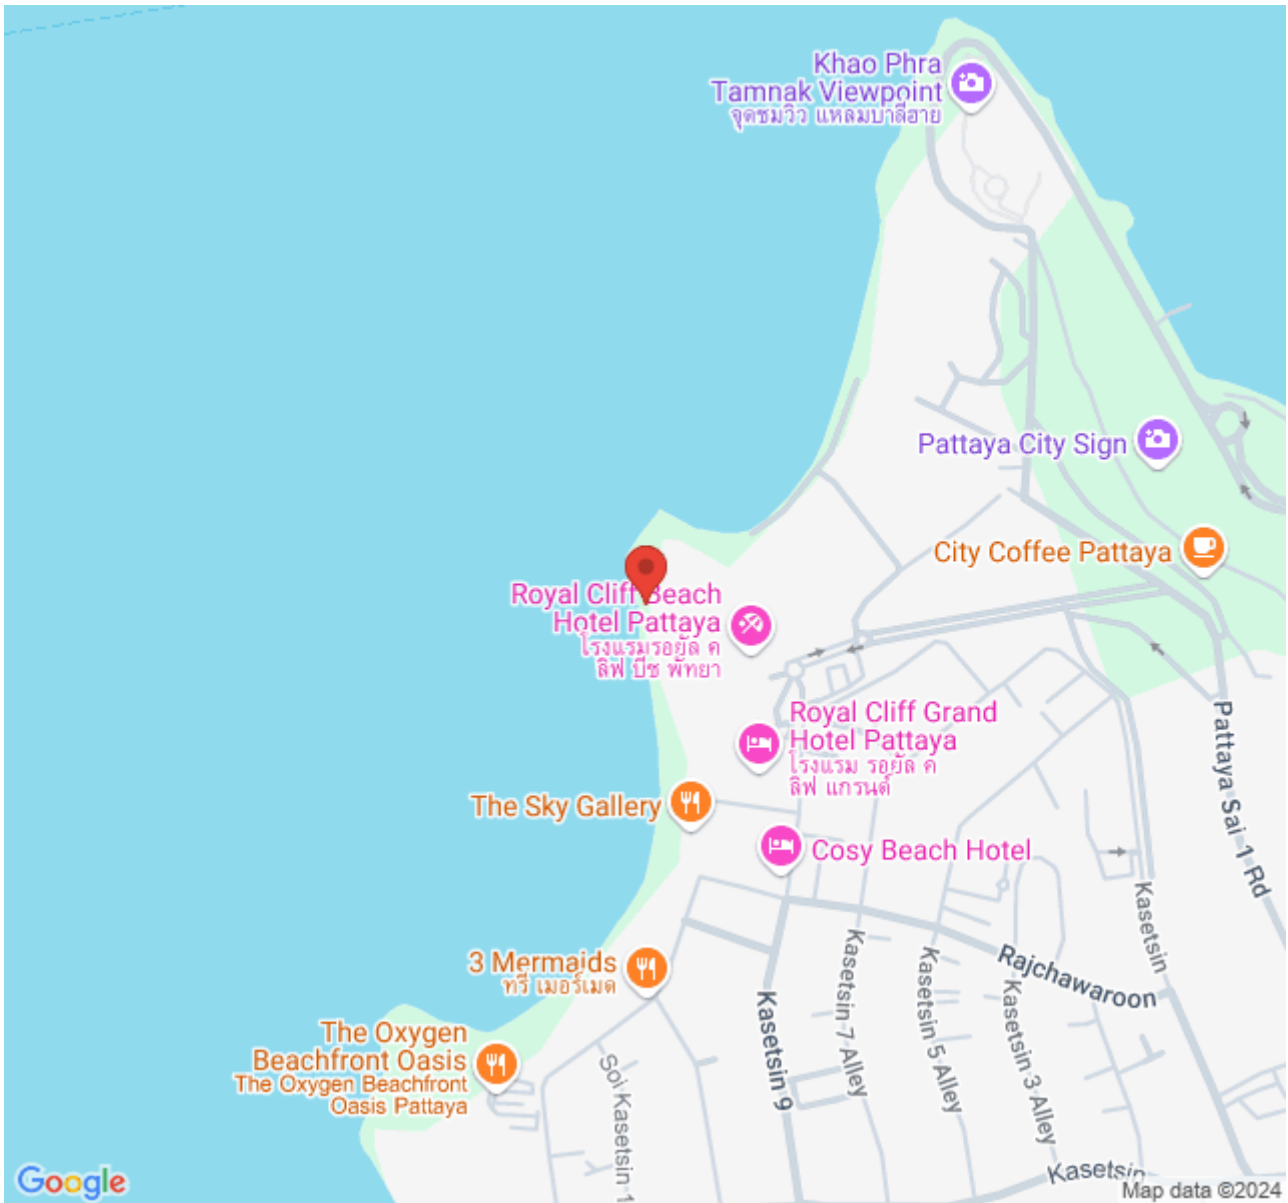 Khao Phra
Tamnak Viewpoint
จุดชมวิว แหลมบาลีฮาย
Pattaya City Sign
City Coffee Pattaya
Royal Cliff Beach
Hotel Pattaya
โรงแรมรอยัล ค
ลิฟ บีช พัทยา
Royal Cliff Grand
Hotel Pattaya
โรงแรม รอยัล ค
ลิฟ แกรนด์
Pattaya Sai 1 Rd
The Sky Gallery
Cosy Beach Hotel
Kasetsin
Rajchawaroon
3 Mermaids
ทรี เมอร์เมด
Kasetsin 9
Kasetsin 7 Alley
Kasetsin 5 Alley
Kasetsin 3 Alley
The Oxygen
Beachfront Oasis
The Oxygen Beachfront
Oasis Pattaya
Soi Kasetsin 1
Kasetsin
Google
Map data ©2024